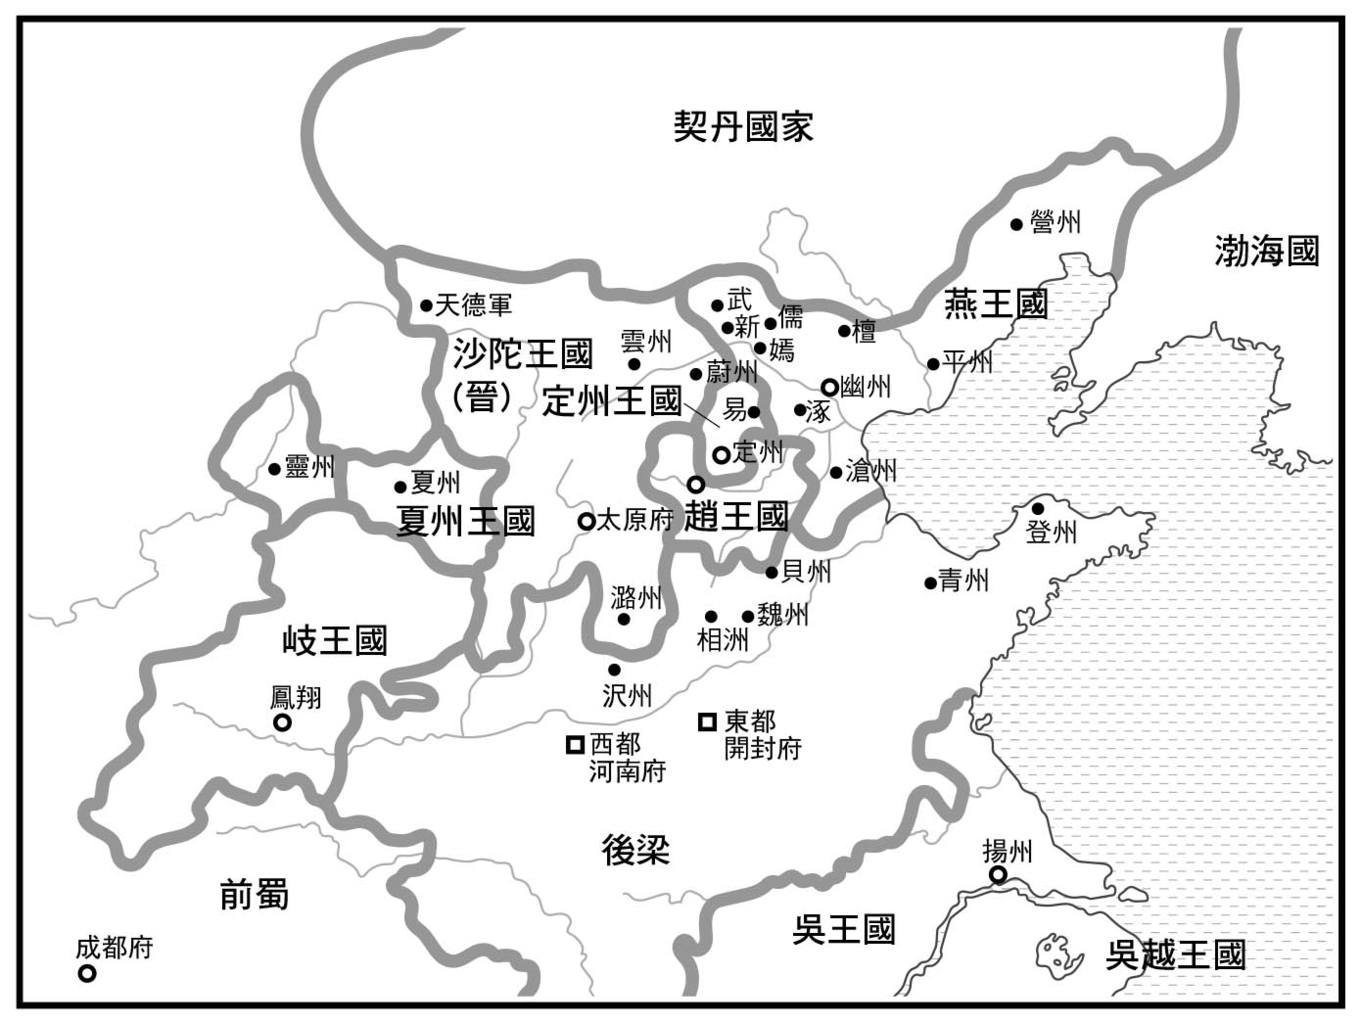 契丹國家
營州
渤海國
燕王國
天德軍
武
新
儒
檀
嬀
沙陀王國
(晉)
雲州
蔚州
平州
定州王國
幽州
易
涿
定州
滄州
靈州
夏州
夏州王國
太原府
趙王國
登州
貝州
青州
潞州
相洲
魏州
岐王國
沢州
鳳翔
東都
開封府
西都
河南府
後梁
揚州
前蜀
吳王國
成都府
吳越王國